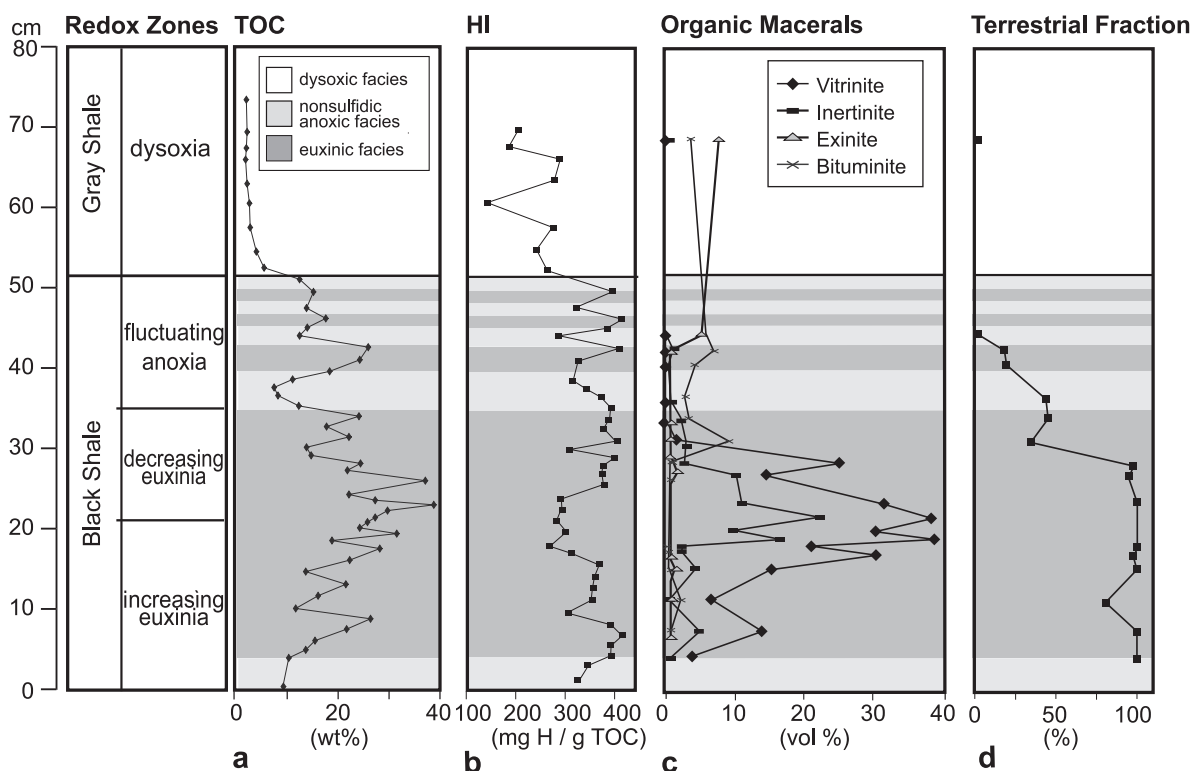 cm
Redox Zones
TOC
HI
Organic Macerals
Terrestrial Fraction
80
70
60
50
40
30
20
10
0
Gray Shale
Black Shale
dysoxia
fluctuating
anoxia
decreasing
euxinia
increasing
euxinia
dysoxic facies
nonsulfidic
anoxic facies
euxinic facies
Vitrinite
Inertinite
Exinite
Bituminite
0 20 40
(wt%)
a
100 200 300 400
(mg H / g TOC)
b
0 10 20 30 40
(vol %)
c
0 50 100
(%)
d